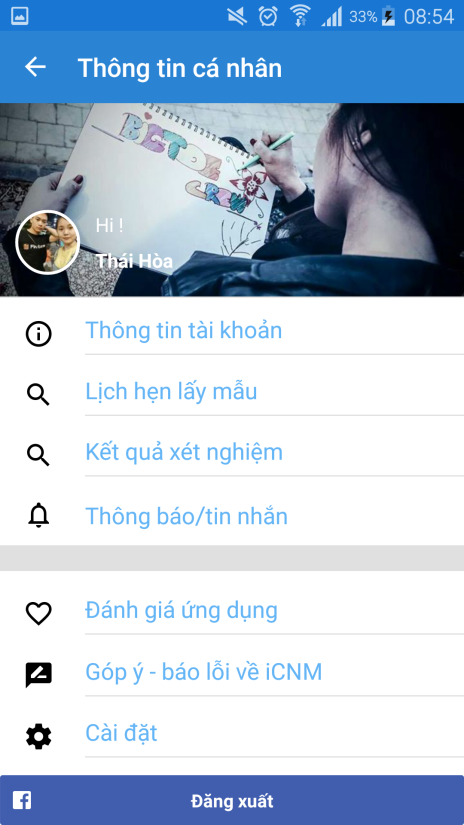 33% 08:54
Thông tin cá nhân
BIGTOE
CREW
Hi !
Thái Hòa
Thông tin tài khoản
Lịch hẹn lấy mẫu
Kết quả xét nghiệm
Thông báo/tin nhắn
Đánh giá ứng dụng
Góp ý - báo lỗi về iCNM
Cài đặt
Đăng xuất